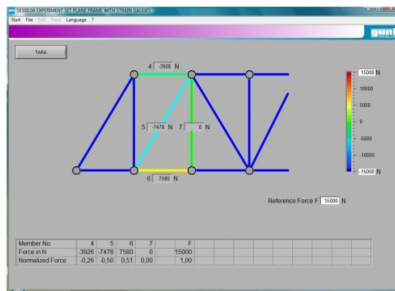 SE130.04 EXPERIMENT SET PLANE FRAME WITH STRAIN GAUGES
Start File Edit View Language ?
gunt
TARA
4 -3926 N
15000 N
10000
5000
5 -7478 N 7 0 N
0
-5000
-10000
-15000 N
6 7580 N
Reference Force F 15000 N
Member No. 4 5 6 7 F
Force in N -3926 -7478 7580 0 15000
Normalized Force -0,26 -0,50 0,51 0,00 1,00